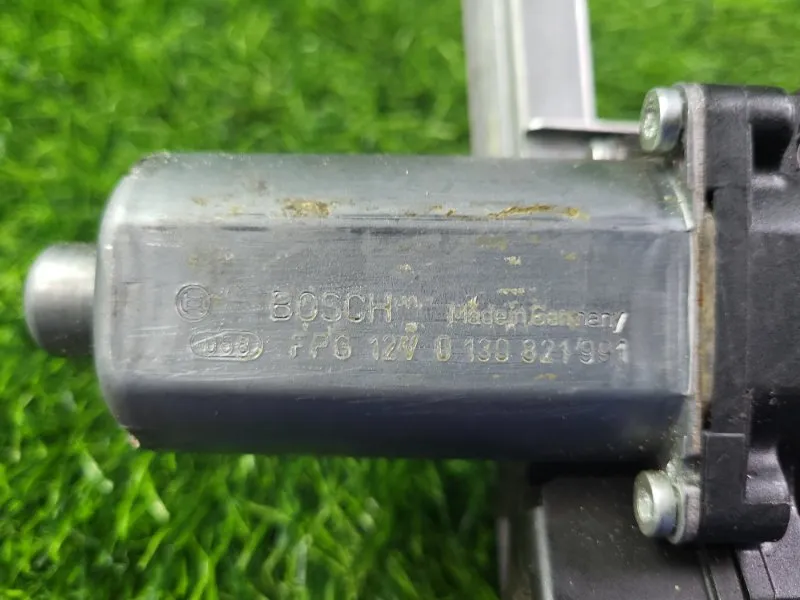 BOSCH Made in Germany
FPG 12V 0 130 821 991